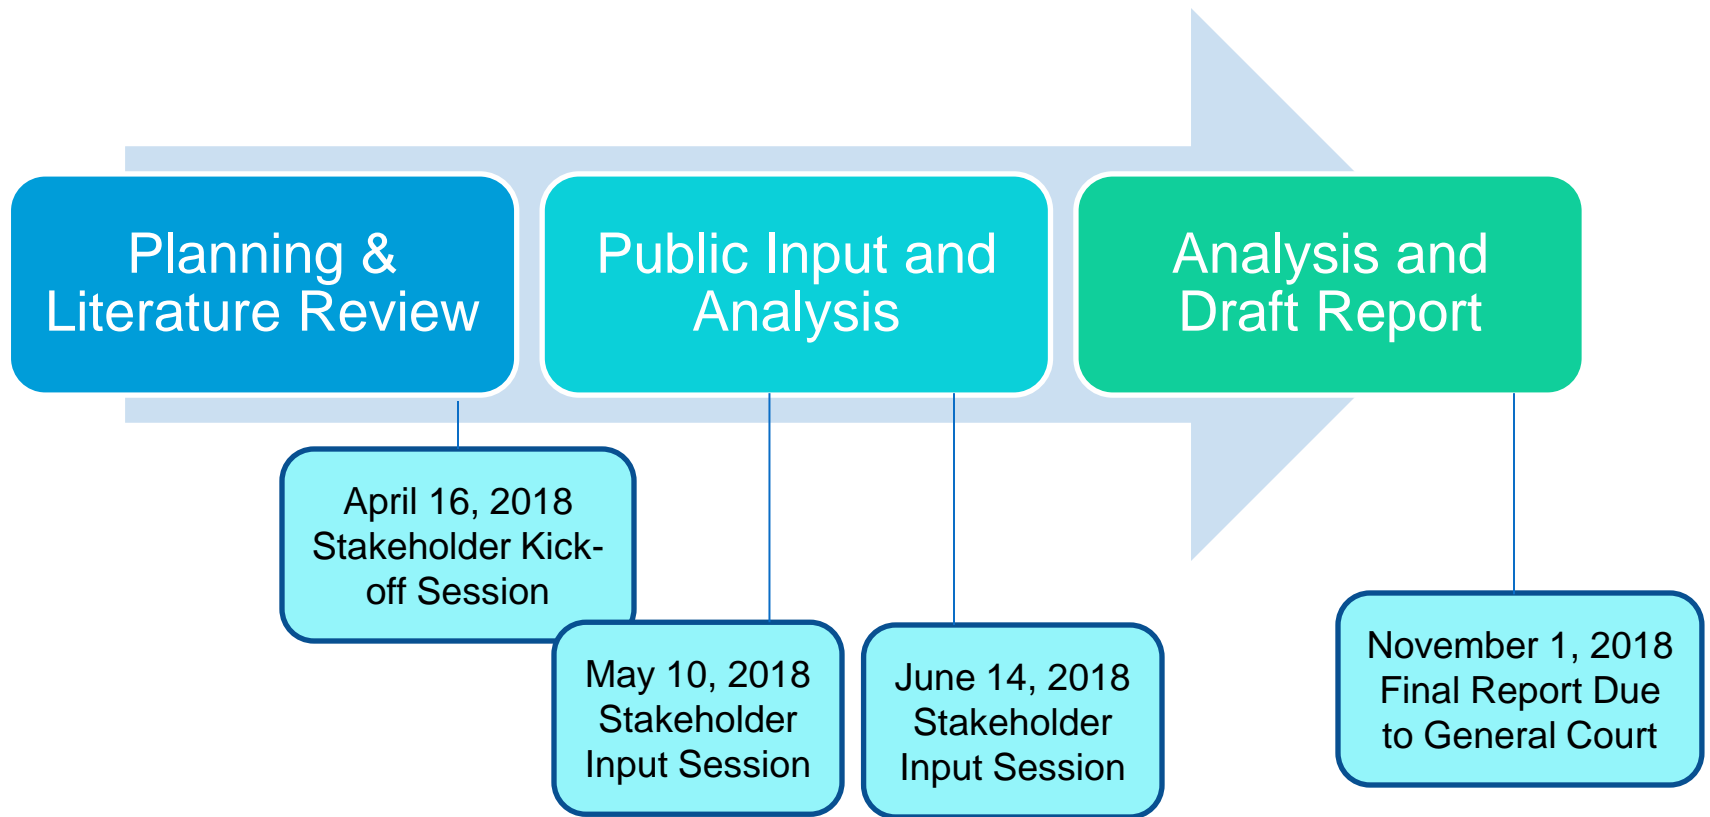 Planning &
Literature Review
Public Input and
Analysis
Analysis and
Draft Report
April 16, 2018
Stakeholder Kick-
off Session
May 10, 2018
Stakeholder
Input Session
June 14, 2018
Stakeholder
Input Session
November 1, 2018
Final Report Due
to General Court